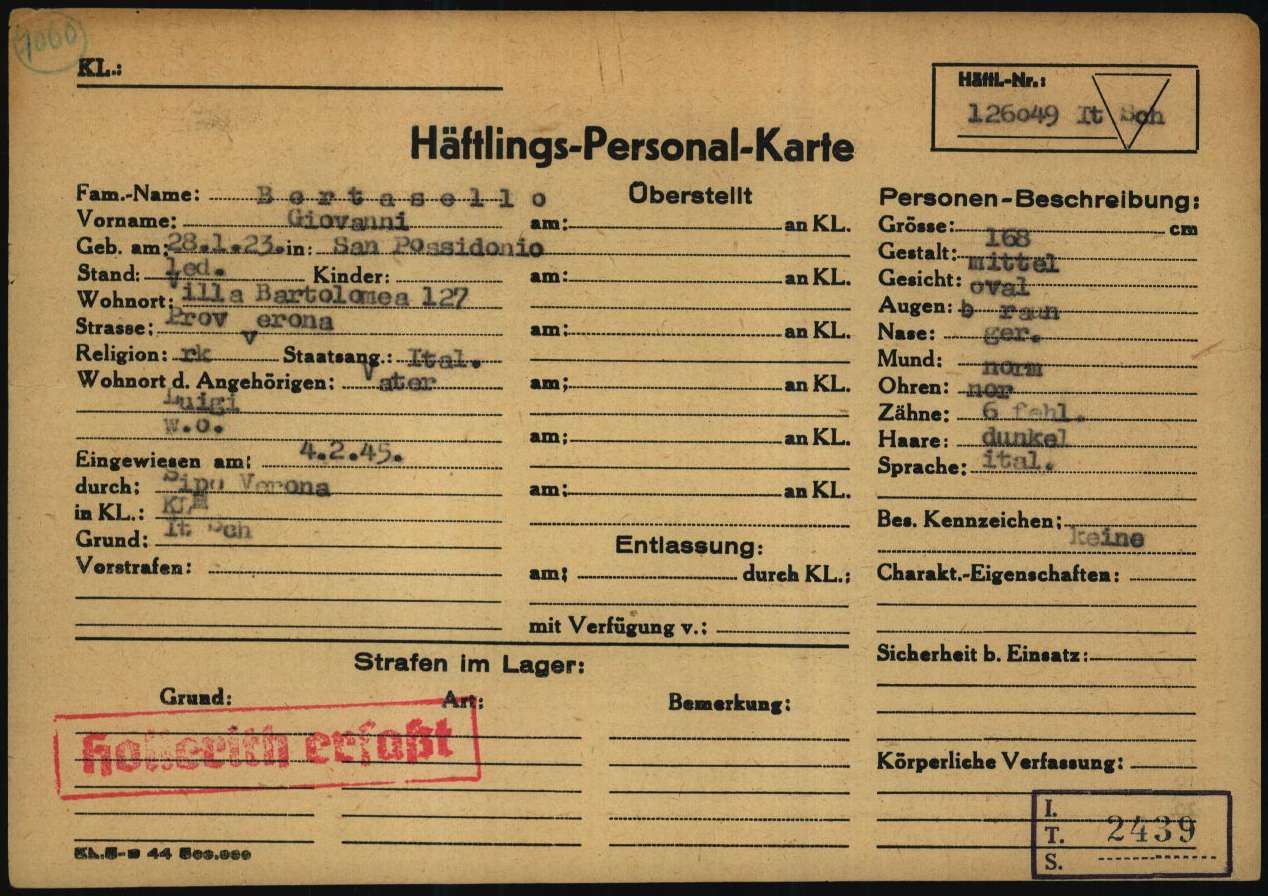 1060
KL.:
Häftl.-Nr.:
126o49 It Sch
Häftlings-Personal-Karte
Fam.-Name: B e r t a s e l l o
Vorname: Giovanni
Geb. am: 28.1.23. in: San Possidonio
Stand: led. Kinder:
Wohnort: Villa Bartolomea 127
Strasse: Prov Verona
Religion: rk Staatsang.: Ital.
Wohnort d. Angehörigen: Vater
Luigi
w.o.
Eingewiesen am: 4.2.45.
durch: Sipo Verona
in KL.: KLM
Grund: It Sch
Vorstrafen:
Überstellt
am: an KL.
am: an KL.
am: an KL.
am: an KL.
am: an KL.
am: an KL.
Entlassung:
am: durch KL.:
mit Verfügung v.:
Personen-Beschreibung:
Grösse: 168 cm
Gestalt: mittel
Gesicht: oval
Augen: b raun
Nase: ger.
Mund: norm
Ohren: nor
Zähne: 6 fehl.
Haare: dunkel
Sprache: ital.
Bes. Kennzeichen: keine
Charakt.-Eigenschaften:
Sicherheit b. Einsatz:
Körperliche Verfassung:
Strafen im Lager:
Grund: Art: Bemerkung:
Hollerith erfaßt
I.
T. 2439
S.